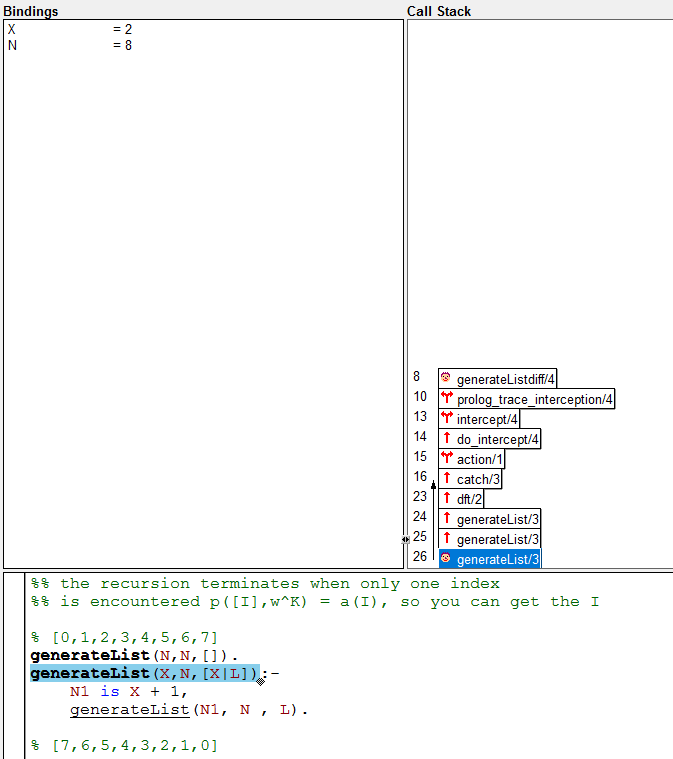 Bindings
X = 2
N = 8
Call Stack
8 generateListdiff/4
10 prolog_trace_interception/4
13 intercept/4
14 do_intercept/4
15 action/1
16 catch/3
23 dft/2
24 generateList/3
25 generateList/3
26 generateList/3
%% the recursion terminates when only one index
%% is encountered p([I],w^K) = a(I), so you can get the I
% [0,1,2,3,4,5,6,7]
generateList(N,N,[]).
generateList(X,N,[X|L]):-
N1 is X + 1,
generateList(N1, N , L).
% [7,6,5,4,3,2,1,0]